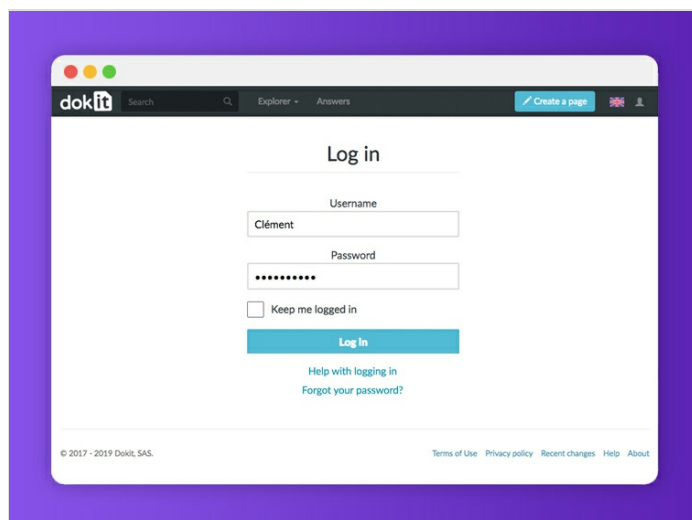 dokit Search Explorer Answers Create a page
Log in
Username
Clément
Password
••••••••••
Keep me logged in
Log in
Help with logging in
Forgot your password?
© 2017 - 2019 Dokit, SAS. Terms of Use Privacy policy Recent changes Help About